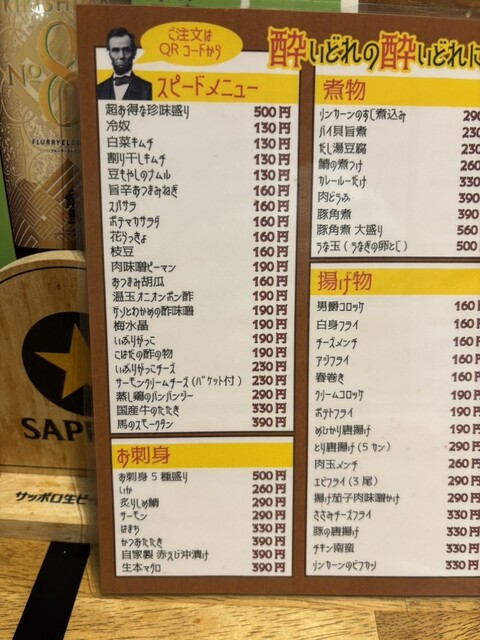 ご注文は
QRコードから
酔いどれの酔いどれに
スピードメニュー
超お得な珍味盛り 500円
冷奴 130円
白菜キムチ 130円
割り干しキムチ 130円
豆もやしのナムル 130円
旨辛おつまみねぎ 160円
スパサラ 160円
ポテマカサラダ 160円
花らっきょ 160円
枝豆 160円
肉味噌ピーマン 190円
おつまみ胡瓜 160円
温玉オニオンポン酢 190円
タコとわかめの酢味噌 190円
梅水晶 190円
いぶりがっこ 190円
こはだの酢の物 190円
いぶりがっこチーズ 230円
サーモンクリームチーズ(バケット付) 230円
蒸し鶏のバンバンジー 290円
国産牛のたたき 330円
馬のスモークタン 390円
お刺身
お刺身5種盛り 500円
いか 260円
炙りしめ鯖 290円
サーモン 290円
はまち 330円
かつおたたき 330円
自家製 赤えび沖漬け 390円
生本マグロ 390円
煮物
リンカーンのすじ煮込み 290
バイ貝旨煮 230
だし湯豆腐 230
鯖の煮つけ 260
カレールーだけ 330
肉どうふ 390
豚角煮 390
豚角煮 大盛り 560
うな玉(うなぎの卵とじ) 500
揚げ物
男爵コロッケ 160円
白身フライ 160円
チーズメンチ 160円
アジフライ 160円
春巻き 160円
クリームコロッケ 190円
ポテトフライ 190円
めひかり唐揚げ 190円
とり唐揚げ(5カン) 290円
肉玉メンチ 260円
エビフライ(3尾) 290円
揚げ茄子肉味噌かけ 290円
ささみチーズフライ 330円
豚の唐揚げ 330円
チキン南蛮 330円
リンカーンのビフカツ 330円
No 8
FLURRYELE
SAPP
サッポロ生ビー